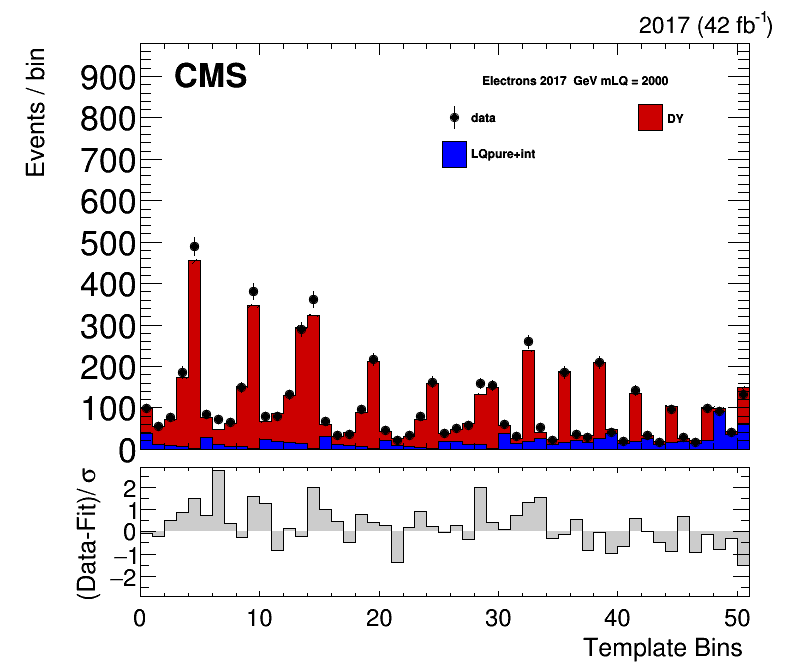 2017 (42 fb-1)
Events / bin
CMS
Electrons 2017 GeV mLQ = 2000
data
DY
LQpure+int
900
800
700
600
500
400
300
200
100
0
(Data-Fit)/ σ
2
1
0
−1
−2
0 10 20 30 40 50
Template Bins